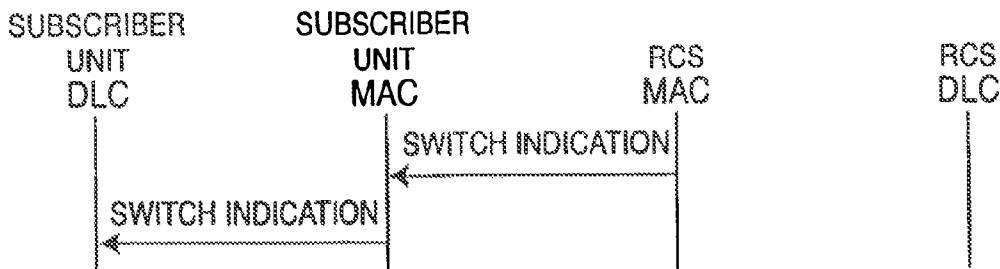 SUBSCRIBER
UNIT
DLC
SUBSCRIBER
UNIT
MAC
RCS
MAC
RCS
DLC
SWITCH INDICATION
SWITCH INDICATION